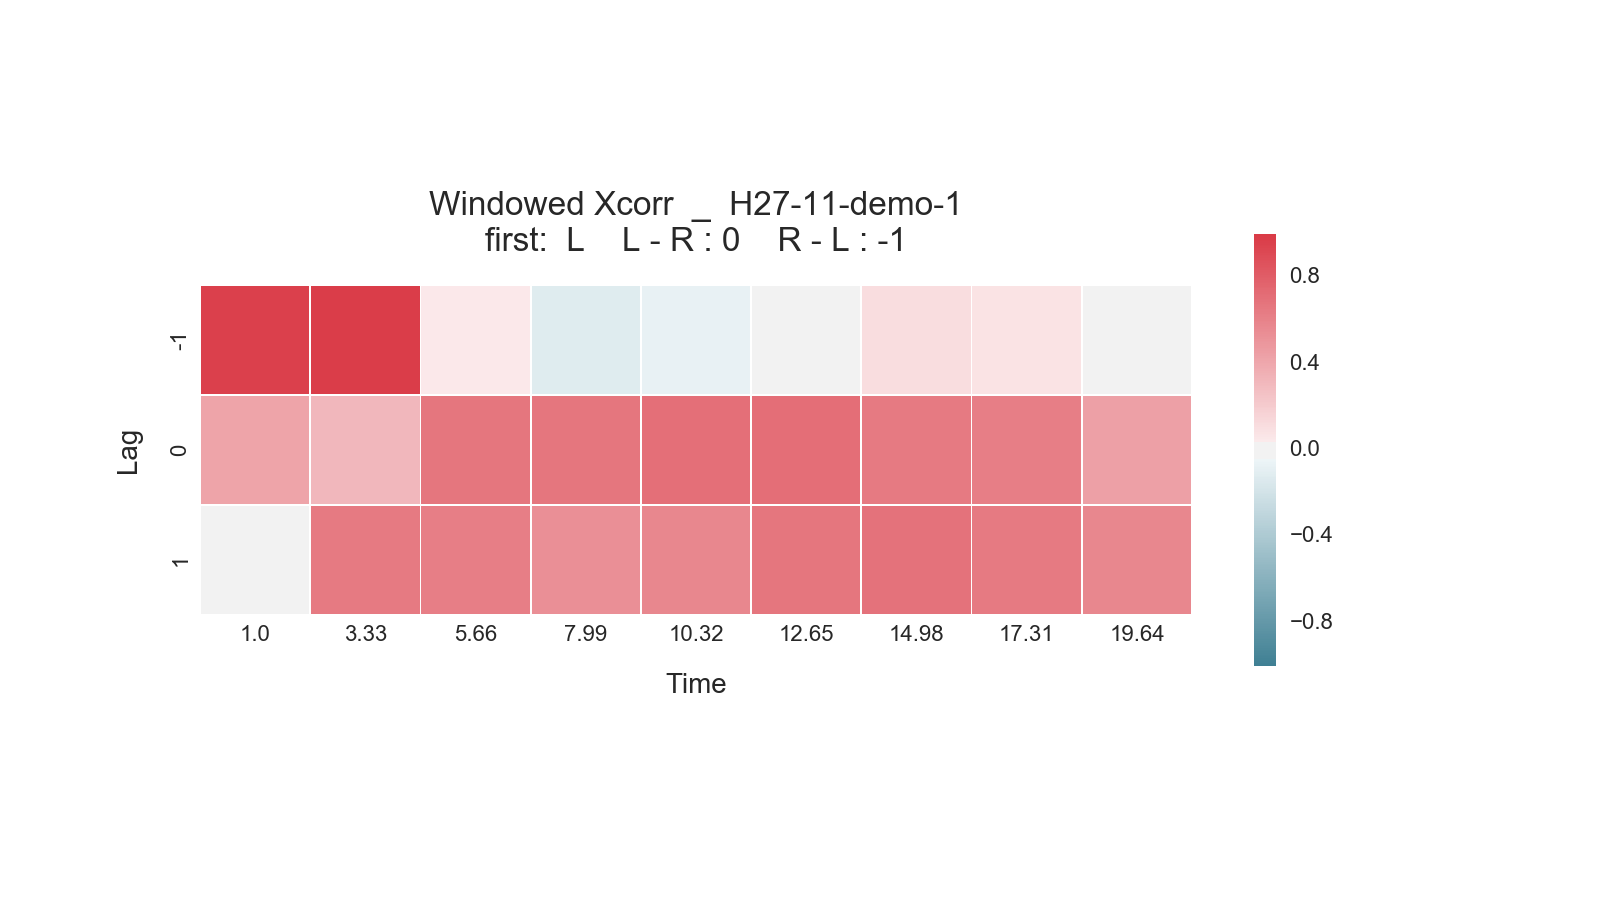 Windowed Xcorr _ H27-11-demo-1
first: L L - R : 0 R - L : -1
Lag
-1
0
1
1.0 3.33 5.66 7.99 10.32 12.65 14.98 17.31 19.64
Time
0.8
0.4
0.0
−0.4
−0.8